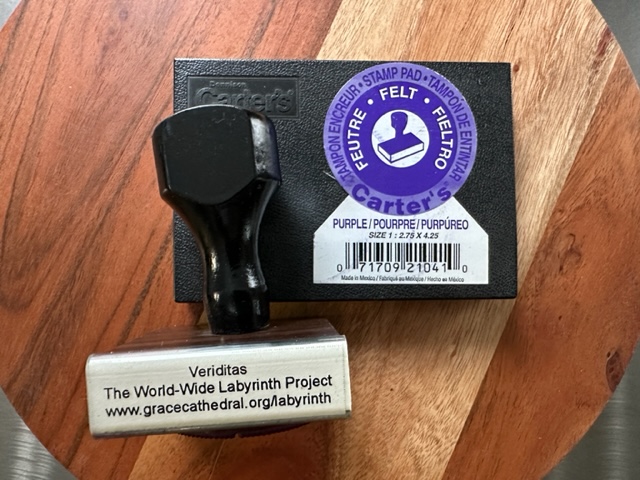 Dennison
Carter's
TAMPON ENCREUR • STAMP PAD • TAMPON DE ENTINTAR
FEUTRE • FELT • FIELTRO
Carter's
PURPLE / POURPRE / PURPÚREO
SIZE 1 : 2.75 X 4.25
0 71709 21041 0
Made in Mexico / Fabriqué au Mexique / Hecho en México
Veriditas
The World-Wide Labyrinth Project
www.gracecathedral.org/labyrinth